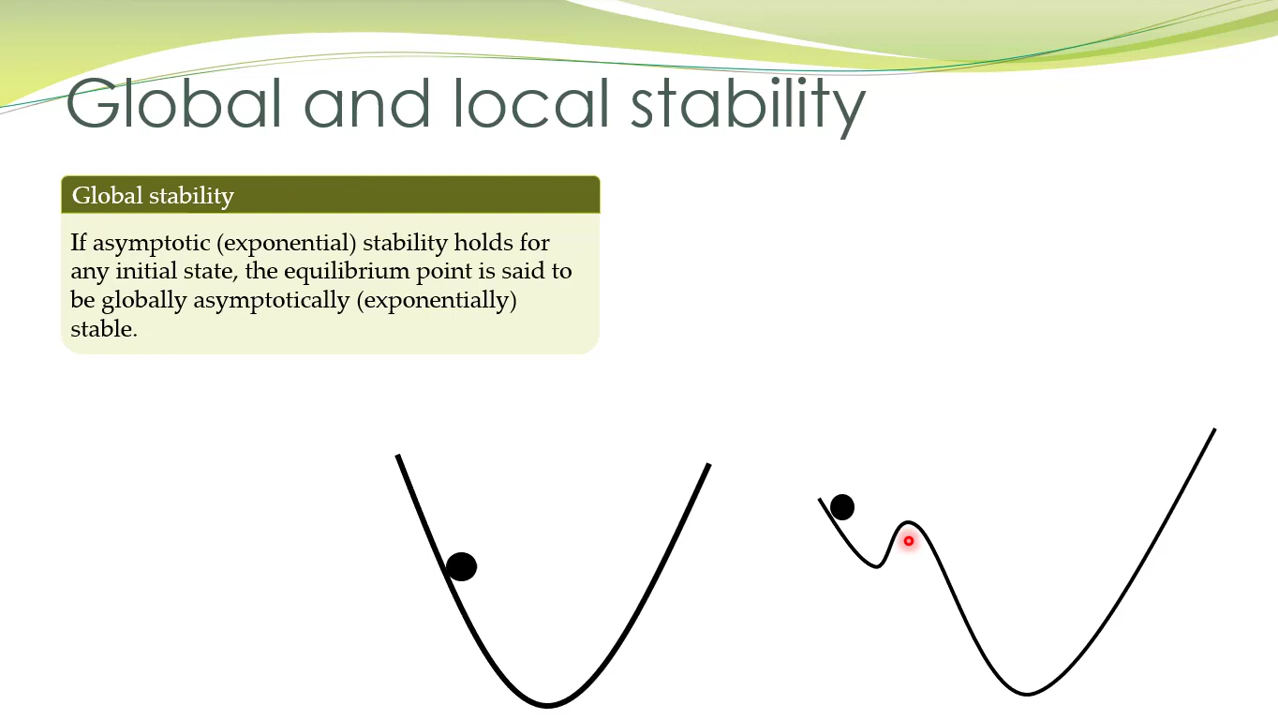 Global and local stability
Global stability
If asymptotic (exponential) stability holds for
any initial state, the equilibrium point is said to
be globally asymptotically (exponentially)
stable.